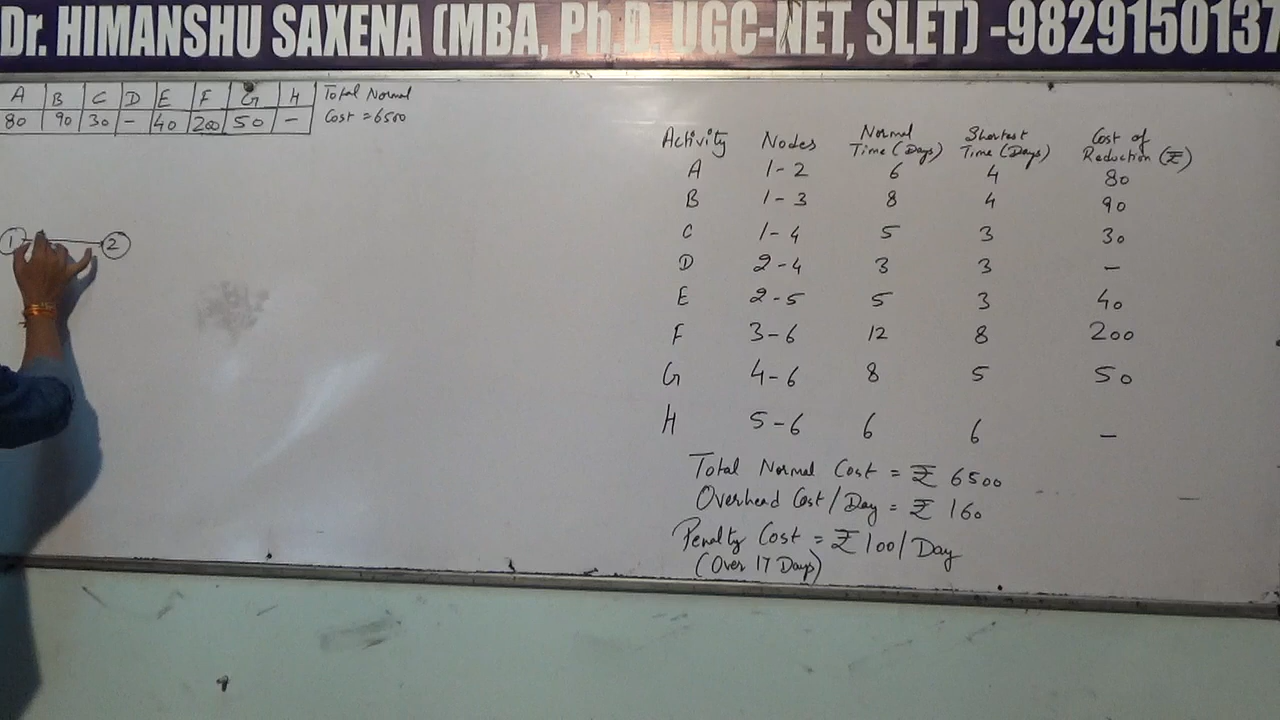 Dr. HIMANSHU SAXENA (MBA, Ph.D. UGC-NET, SLET) -9829150137
A B C D E F G H Total Normal
80 90 30 - 40 200 50 - Cost = 6500
1 2
Activity Nodes Normal Time (Days) Shortest Time (Days) Cost of Reduction (₹)
A 1-2 6 4 80
B 1-3 8 4 90
C 1-4 5 3 30
D 2-4 3 3 -
E 2-5 5 3 40
F 3-6 12 8 200
G 4-6 8 5 50
H 5-6 6 6 -
Total Normal Cost = ₹ 6500
Overhead Cost/Day = ₹ 160
Penalty Cost = ₹ 100/Day
(Over 17 Days)